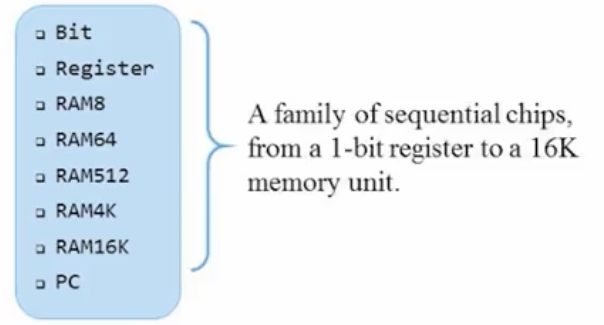 Bit
Register
RAM8
RAM64
RAM512
RAM4K
RAM16K
PC
A family of sequential chips,
from a 1-bit register to a 16K
memory unit.